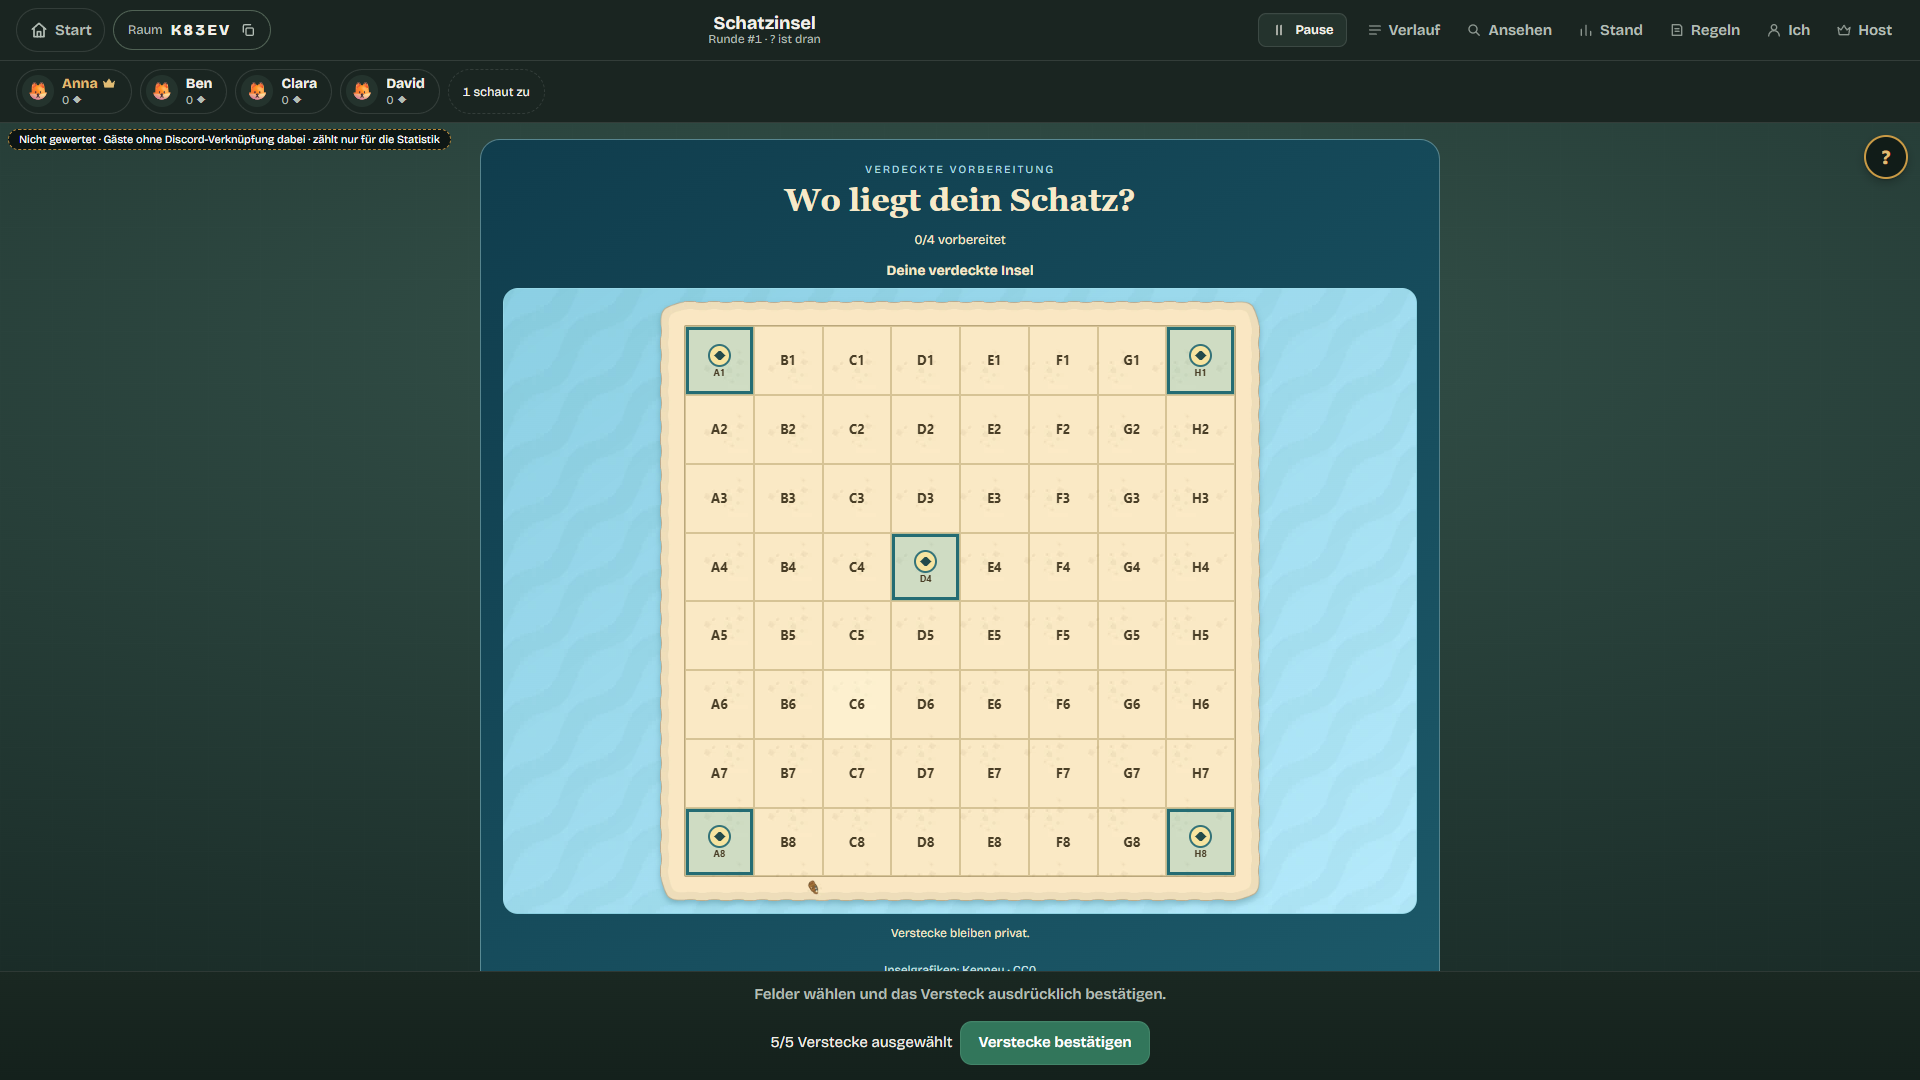 Start
Raum K83EV
Schatzinsel
Runde #1 · ? ist dran
Pause
Verlauf
Ansehen
Stand
Regeln
Ich
Host
Anna
0
Ben
0
Clara
0
David
0
1 schaut zu
Nicht gewertet · Gäste ohne Discord-Verknüpfung dabei · zählt nur für die Statistik
?
VERDECKTE VORBEREITUNG
Wo liegt dein Schatz?
0/4 vorbereitet
Deine verdeckte Insel
A1 B1 C1 D1 E1 F1 G1 H1
A2 B2 C2 D2 E2 F2 G2 H2
A3 B3 C3 D3 E3 F3 G3 H3
A4 B4 C4 D4 E4 F4 G4 H4
A5 B5 C5 D5 E5 F5 G5 H5
A6 B6 C6 D6 E6 F6 G6 H6
A7 B7 C7 D7 E7 F7 G7 H7
A8 B8 C8 D8 E8 F8 G8 H8
Verstecke bleiben privat.
Inselgrafiken: Kenney · CC0
Felder wählen und das Versteck ausdrücklich bestätigen.
5/5 Verstecke ausgewählt
Verstecke bestätigen